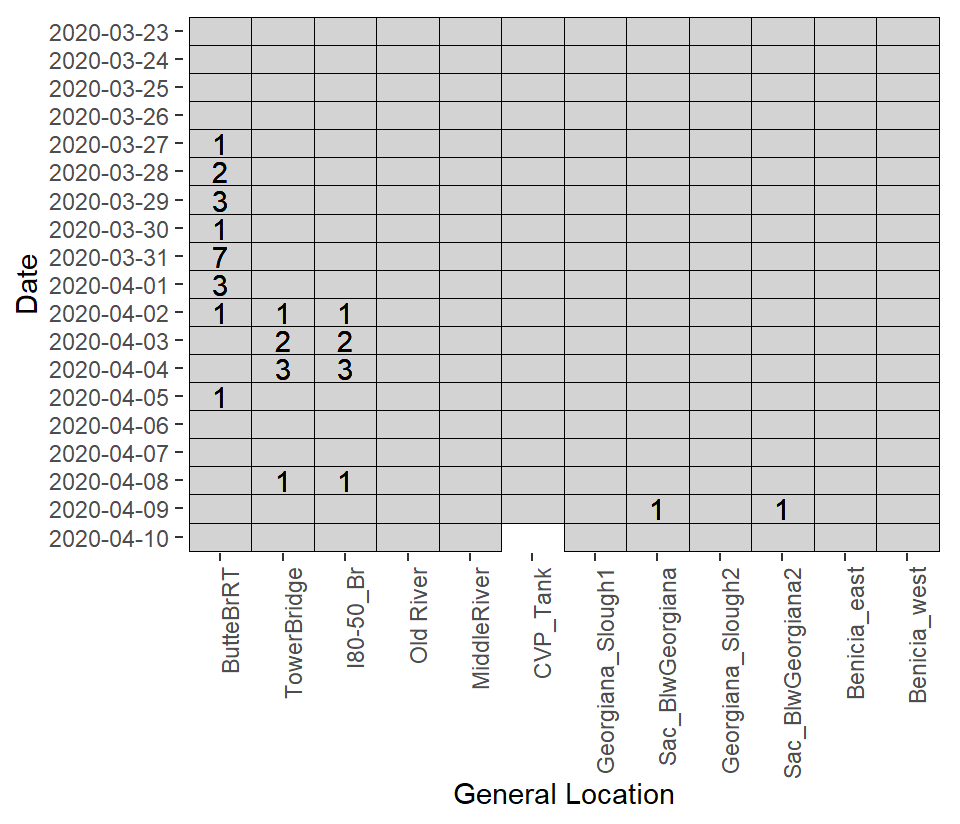 2020-03-23
2020-03-24
2020-03-25
2020-03-26
2020-03-27 1
2020-03-28 2
2020-03-29 3
2020-03-30 1
2020-03-31 7
2020-04-01 3
2020-04-02 1 1 1
2020-04-03 2 2
2020-04-04 3 3
2020-04-05 1
2020-04-06
2020-04-07
2020-04-08 1 1
2020-04-09 1 1
2020-04-10
Date
ButteBrRT
TowerBridge
I80-50_Br
Old River
MiddleRiver
CVP_Tank
Georgiana_Slough1
Sac_BlwGeorgiana
Georgiana_Slough2
Sac_BlwGeorgiana2
Benicia_east
Benicia_west
General Location